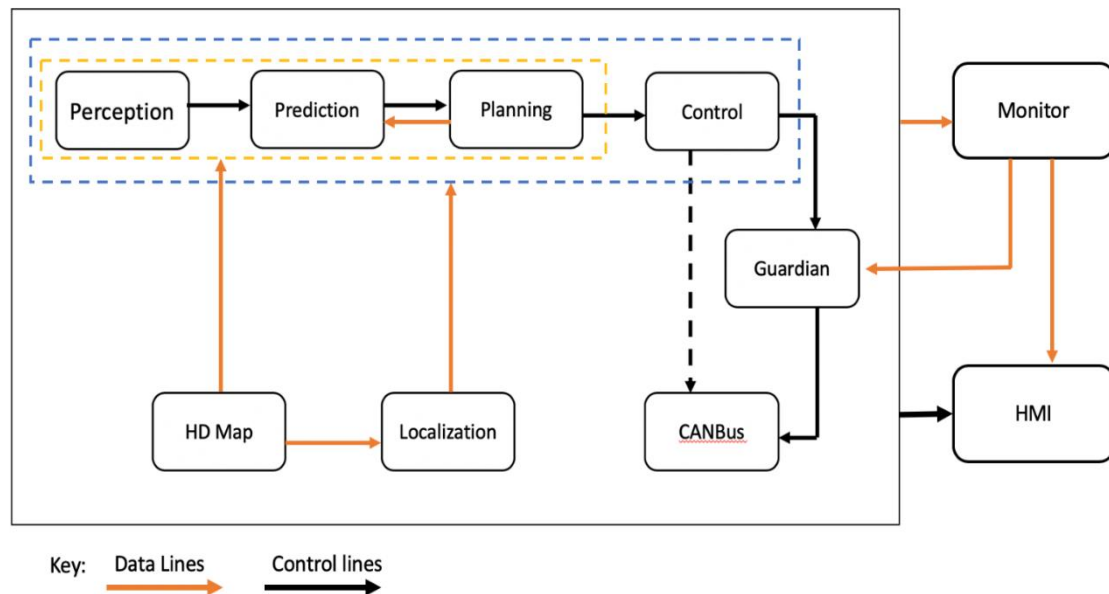 Perception
Prediction
Planning
Control
Monitor
Guardian
HD Map
Localization
CANBus
HMI
Key: Data Lines Control lines